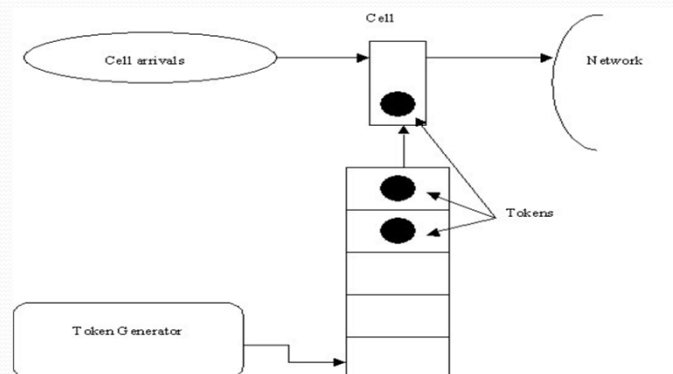 Cell
Cell arrivals
Network
Tokens
Token Generator